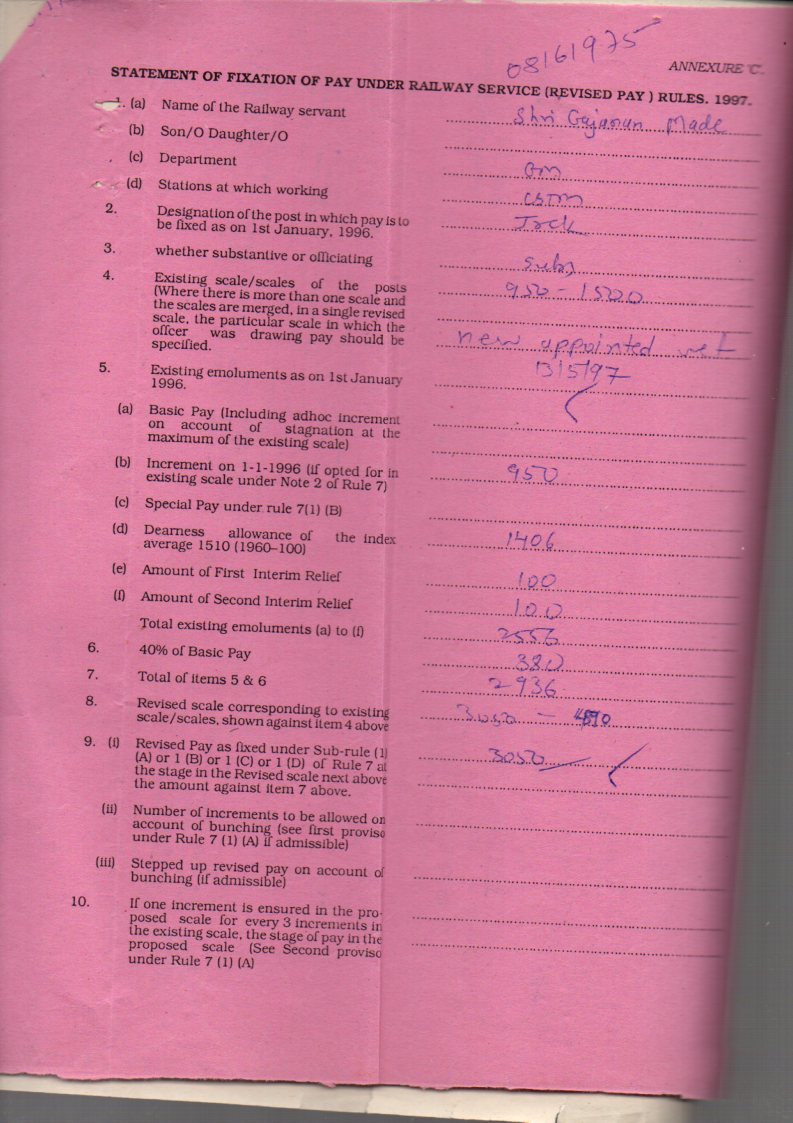 08161975
ANNEXURE 'C'.
STATEMENT OF FIXATION OF PAY UNDER RAILWAY SERVICE (REVISED PAY ) RULES. 1997.
1. (a) Name of the Railway servant Shri Gajanan Made
(b) Son/O Daughter/O
(c) Department GM
(d) Stations at which working CSTM
2. Designation of the post in which pay is to
be fixed as on 1st January, 1996.
3. whether substantive or officiating Subs
4. Existing scale/scales of the posts 950 - 1500
(Where there is more than one scale and
the scales are merged, in a single revised
scale, the particular scale in which the
offcer was drawing pay should be new appointed wef
specified. 13/5/97
5. Existing emoluments as on 1st January
1996.
(a) Basic Pay (Including adhoc increment
on account of stagnation at the
maximum of the existing scale)
(b) Increment on 1-1-1996 (if opted for in 950
existing scale under Note 2 of Rule 7)
(c) Special Pay under rule 7(1) (B)
(d) Dearness allowance of the index 1406
average 1510 (1960–100)
(e) Amount of First Interim Relief 100
(f) Amount of Second Interim Relief 100
Total existing emoluments (a) to (f) 2556
6. 40% of Basic Pay 380
7. Total of items 5 & 6 2936
8. Revised scale corresponding to existing 3050 - 4590
scale/scales, shown against item 4 above
9. (i) Revised Pay as fixed under Sub-rule (1) 3050
(A) or 1 (B) or 1 (C) or 1 (D) of Rule 7 at
the stage in the Revised scale next above
the amount against item 7 above.
(ii) Number of increments to be allowed on
account of bunching (see first proviso
under Rule 7 (1) (A) if admissible)
(iii) Stepped up revised pay on account of
bunching (if admissible)
10. If one increment is ensured in the pro-
posed scale for every 3 increments in
the existing scale, the stage of pay in the
proposed scale (See Second proviso
under Rule 7 (1) (A)